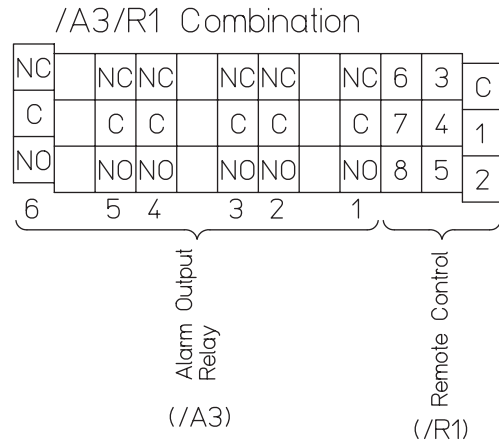 /A3/R1 Combination
NC NC NC NC NC NC 6 3 C
C C C C C C 7 4 1
NO NO NO NO NO NO 8 5 2
6 5 4 3 2 1
Alarm Output
Relay
(/A3)
Remote Control
(/R1)